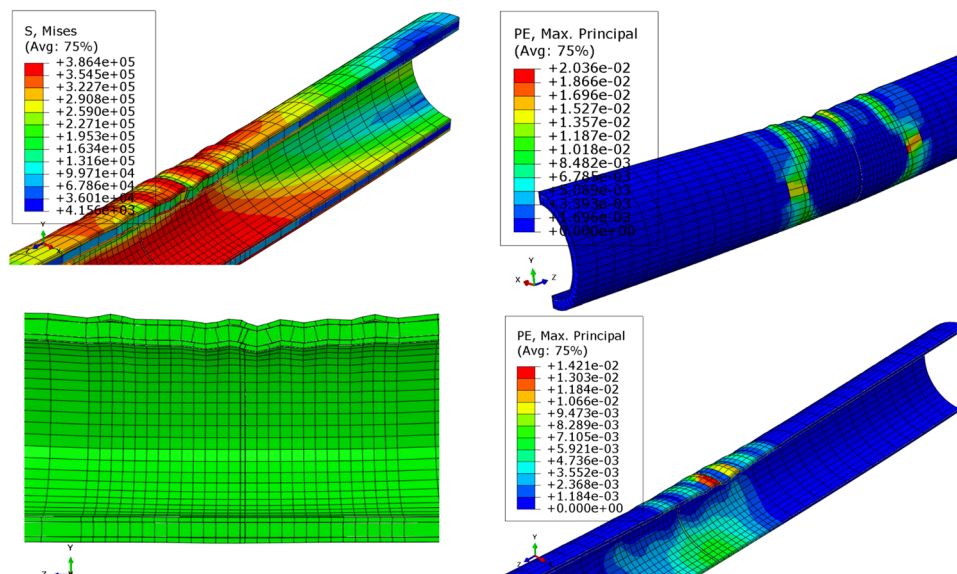 S, Mises
(Avg: 75%)
+3.864e+05
+3.545e+05
+3.227e+05
+2.908e+05
+2.590e+05
+2.271e+05
+1.953e+05
+1.634e+05
+1.316e+05
+9.971e+04
+6.786e+04
+3.601e+04
+4.156e+03
Y
X
PE, Max. Principal
(Avg: 75%)
+2.036e-02
+1.866e-02
+1.696e-02
+1.527e-02
+1.357e-02
+1.187e-02
+1.018e-02
+8.482e-03
+6.785e-03
+5.089e-03
+3.393e-03
+1.696e-03
+0.000e+00
Y
X
Z
Y
Z
PE, Max. Principal
(Avg: 75%)
+1.421e-02
+1.303e-02
+1.184e-02
+1.066e-02
+9.473e-03
+8.289e-03
+7.105e-03
+5.921e-03
+4.736e-03
+3.552e-03
+2.368e-03
+1.184e-03
+0.000e+00
Y
Z